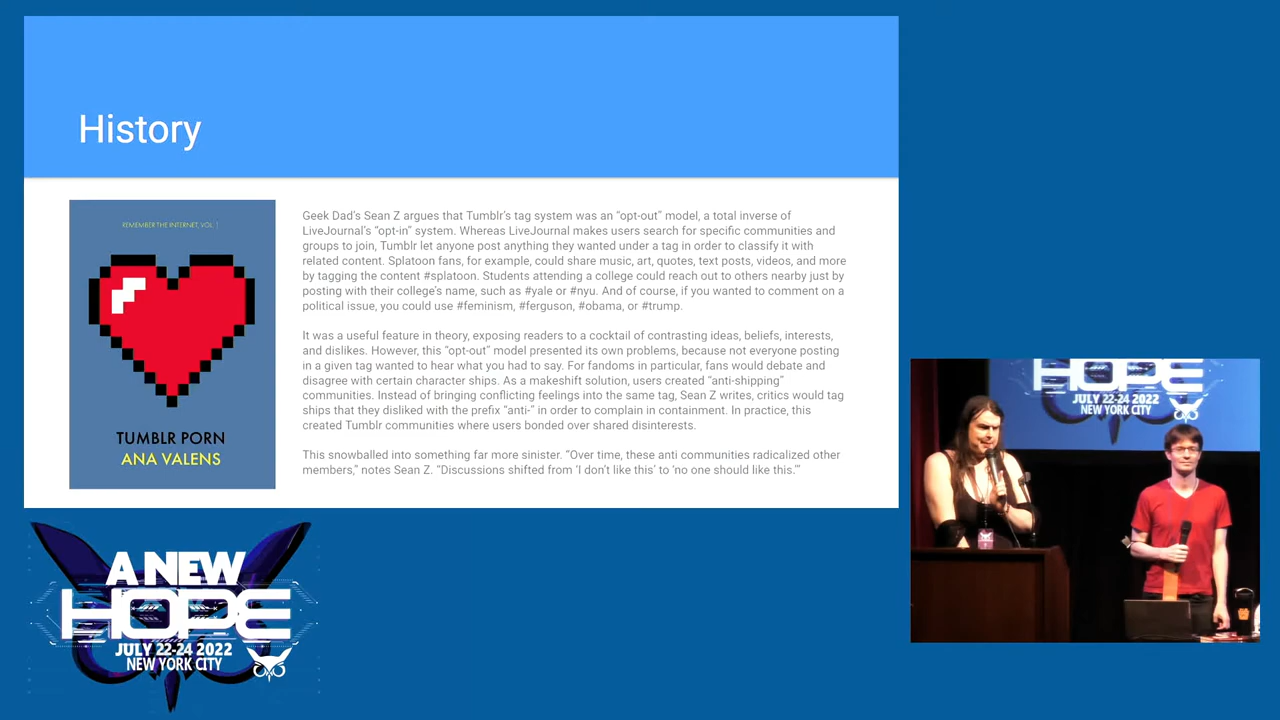 History
REMEMBER THE INTERNET, VOL. 1
TUMBLR PORN
ANA VALENS
Geek Dad's Sean Z argues that Tumblr's tag system was an “opt-out” model, a total inverse of
LiveJournal's “opt-in” system. Whereas LiveJournal makes users search for specific communities and
groups to join, Tumblr let anyone post anything they wanted under a tag in order to classify it with
related content. Splatoon fans, for example, could share music, art, quotes, text posts, videos, and more
by tagging the content #splatoon. Students attending a college could reach out to others nearby just by
posting with their college's name, such as #yale or #nyu. And of course, if you wanted to comment on a
political issue, you could use #feminism, #ferguson, #obama, or #trump.
It was a useful feature in theory, exposing readers to a cocktail of contrasting ideas, beliefs, interests,
and dislikes. However, this “opt-out” model presented its own problems, because not everyone posting
in a given tag wanted to hear what you had to say. For fandoms in particular, fans would debate and
disagree with certain character ships. As a makeshift solution, users created “anti-shipping”
communities. Instead of bringing conflicting feelings into the same tag, Sean Z writes, critics would tag
ships that they disliked with the prefix “anti-” in order to complain in containment. In practice, this
created Tumblr communities where users bonded over shared disinterests.
This snowballed into something far more sinister. “Over time, these anti communities radicalized other
members,” notes Sean Z. “Discussions shifted from ‘I don't like this’ to ‘no one should like this.’”
HOPE
JULY 22-24 2022
NEW YORK CITY
A NEW
HOPE
JULY 22-24 2022
NEW YORK CITY